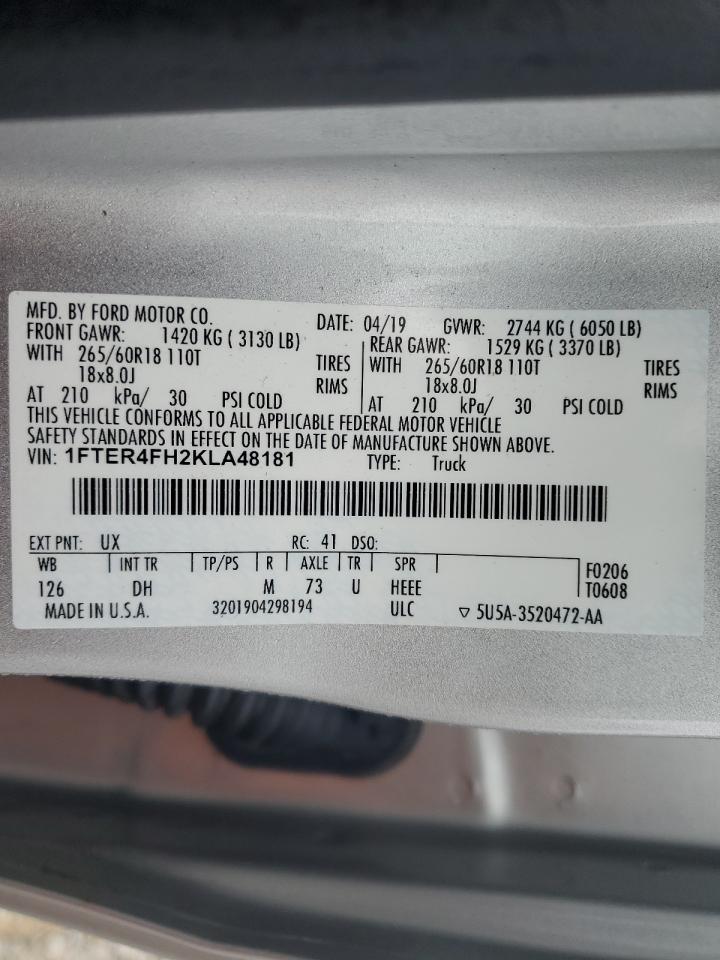 MFD. BY FORD MOTOR CO. DATE: 04/19 GVWR: 2744 KG ( 6050 LB)
FRONT GAWR: 1420 KG ( 3130 LB) REAR GAWR: 1529 KG ( 3370 LB)
WITH 265/60R18 110T TIRES WITH 265/60R18 110T TIRES
18x8.0J RIMS 18x8.0J RIMS
AT 210 kPa/ 30 PSI COLD AT 210 kPa/ 30 PSI COLD
THIS VEHICLE CONFORMS TO ALL APPLICABLE FEDERAL MOTOR VEHICLE
SAFETY STANDARDS IN EFFECT ON THE DATE OF MANUFACTURE SHOWN ABOVE.
VIN: 1FTER4FH2KLA48181 TYPE: Truck
EXT PNT: UX RC: 41 DSO:
WB INT TR TP/PS R AXLE TR SPR F0206
126 DH M 73 U HEEE T0608
MADE IN U.S.A. 3201904298194 ULC ▽ 5U5A-3520472-AA